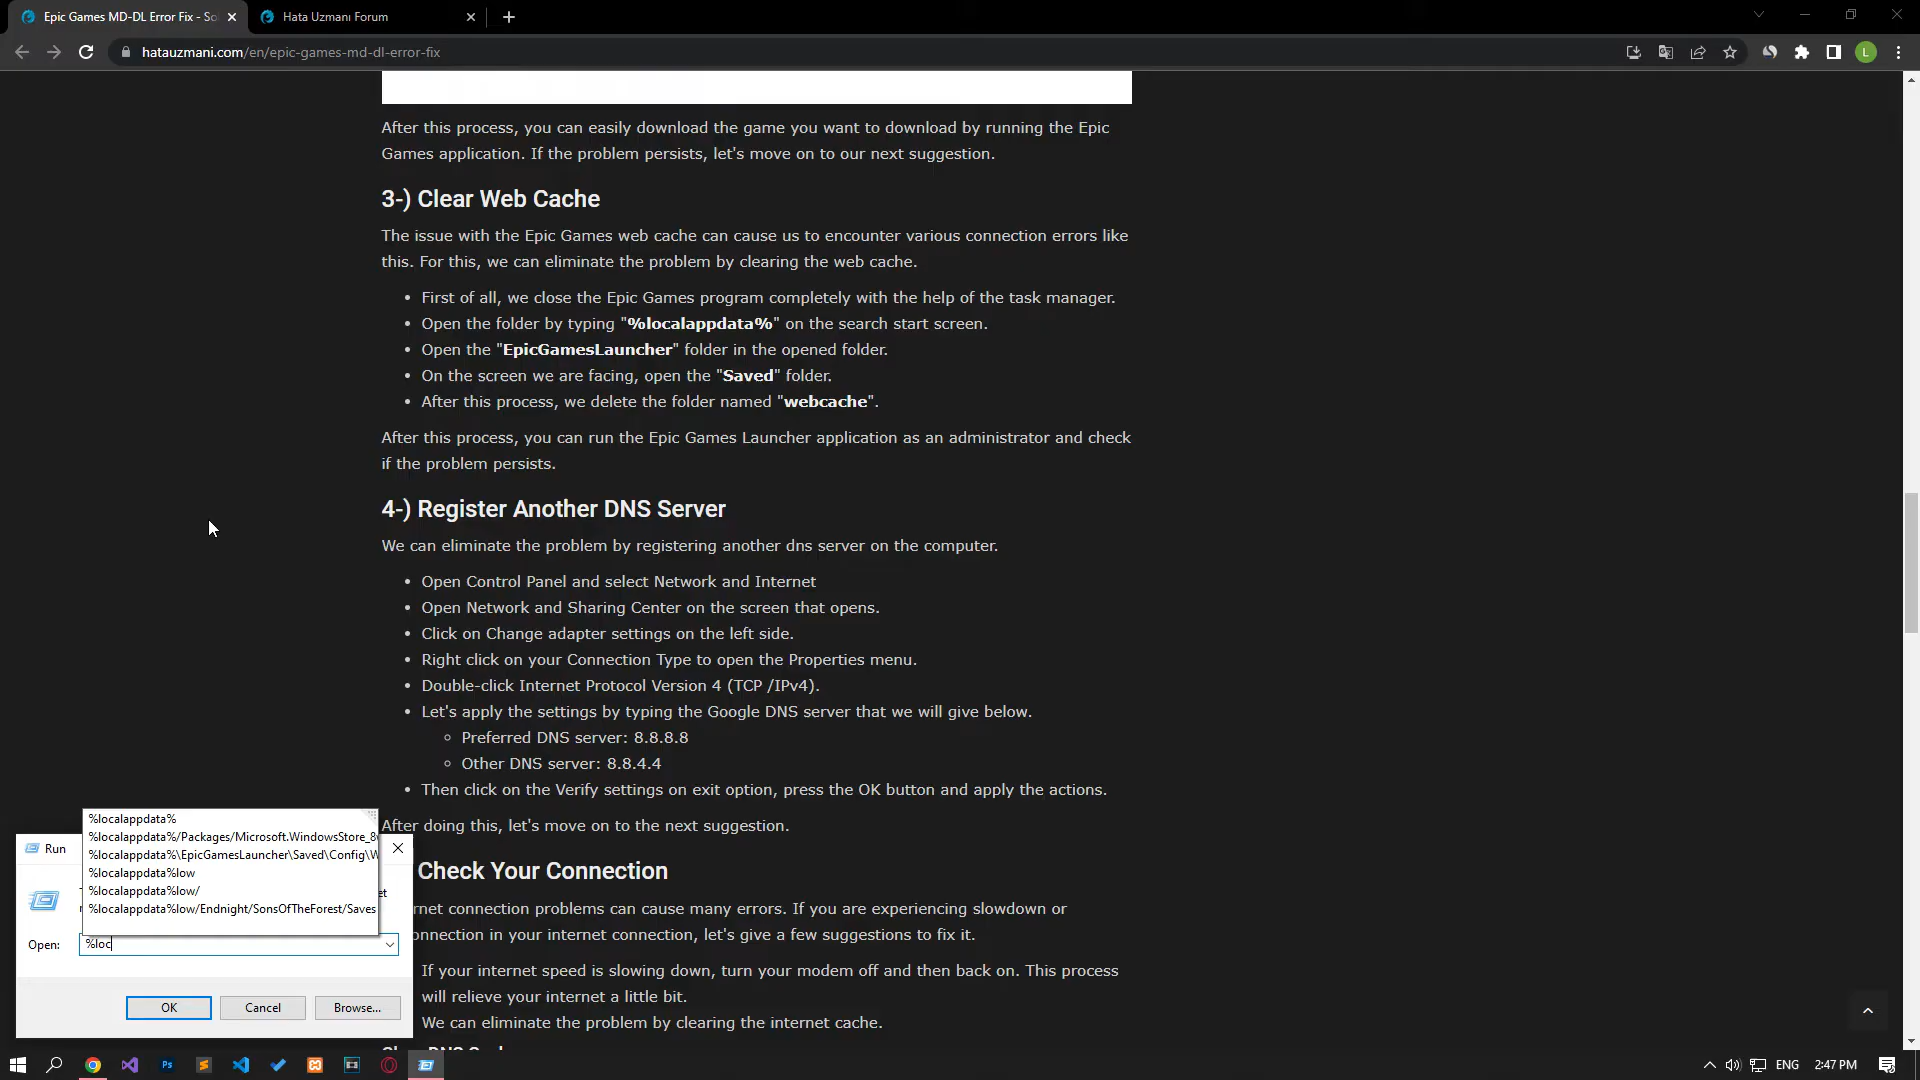 Epic Games MD-DL Error Fix - So
Hata Uzmani Forum
hatauzmani.com/en/epic-games-md-dl-error-fix
L
After this process, you can easily download the game you want to download by running the Epic
Games application. If the problem persists, let's move on to our next suggestion.
3-) Clear Web Cache
The issue with the Epic Games web cache can cause us to encounter various connection errors like
this. For this, we can eliminate the problem by clearing the web cache.
• First of all, we close the Epic Games program completely with the help of the task manager.
• Open the folder by typing "%localappdata%" on the search start screen.
• Open the "EpicGamesLauncher" folder in the opened folder.
• On the screen we are facing, open the "Saved" folder.
• After this process, we delete the folder named "webcache".
After this process, you can run the Epic Games Launcher application as an administrator and check
if the problem persists.
4-) Register Another DNS Server
We can eliminate the problem by registering another dns server on the computer.
• Open Control Panel and select Network and Internet
• Open Network and Sharing Center on the screen that opens.
• Click on Change adapter settings on the left side.
• Right click on your Connection Type to open the Properties menu.
• Double-click Internet Protocol Version 4 (TCP /IPv4).
• Let's apply the settings by typing the Google DNS server that we will give below.
◦ Preferred DNS server: 8.8.8.8
◦ Other DNS server: 8.8.4.4
• Then click on the Verify settings on exit option, press the OK button and apply the actions.
After doing this, let's move on to the next suggestion.
Check Your Connection
rnet connection problems can cause many errors. If you are experiencing slowdown or
onnection in your internet connection, let's give a few suggestions to fix it.
If your internet speed is slowing down, turn your modem off and then back on. This process
will relieve your internet a little bit.
We can eliminate the problem by clearing the internet cache.
Run
%localappdata%
%localappdata%/Packages/Microsoft.WindowsStore_8
%localappdata%\EpicGamesLauncher\Saved\Config\W
%localappdata%low
%localappdata%low/
%localappdata%low/Endnight/SonsOfTheForest/Saves
et
Open:
%loc
OK
Cancel
Browse...
Ps
ENG
2:47 PM